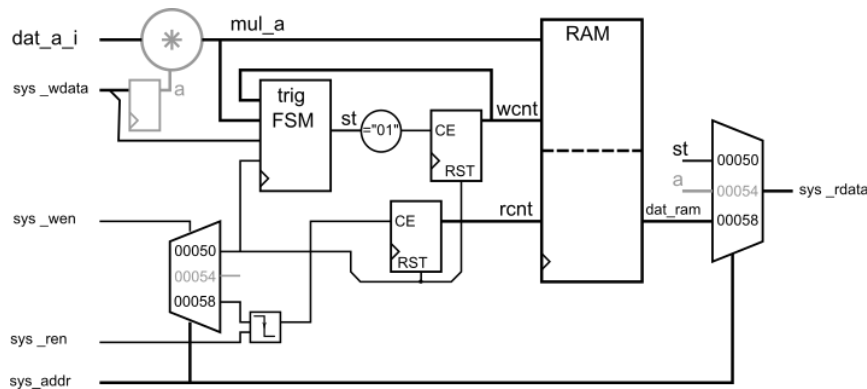 dat_a_i
*
mul_a
RAM
sys _wdata
a
trig
FSM
st
="01"
CE
RST
wcnt
st
00050
a
00054
dat_ram
00058
sys _rdata
sys _wen
CE
RST
rcnt
00050
00054
00058
sys _ren
sys_addr